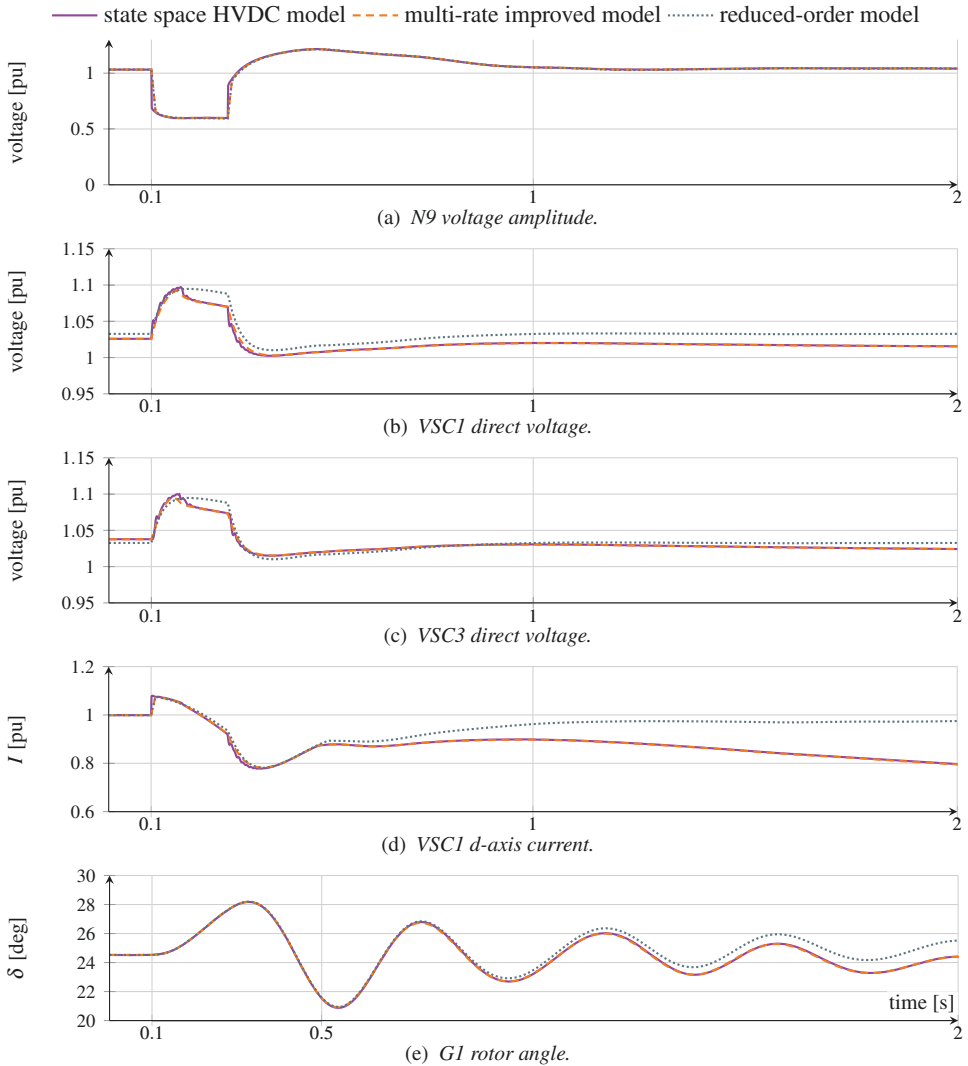 state space HVDC model multi-rate improved model reduced-order model
voltage [pu]
1
0.5
0
0.1 1 2
(a) N9 voltage amplitude.
voltage [pu]
1.15
1.1
1.05
1
0.95
0.1 1 2
(b) VSC1 direct voltage.
voltage [pu]
1.15
1.1
1.05
1
0.95
0.1 1 2
(c) VSC3 direct voltage.
I [pu]
1.2
1
0.8
0.6
0.1 1 2
(d) VSC1 d-axis current.
δ [deg]
30
28
26
24
22
20
time [s]
0.1 0.5 2
(e) G1 rotor angle.